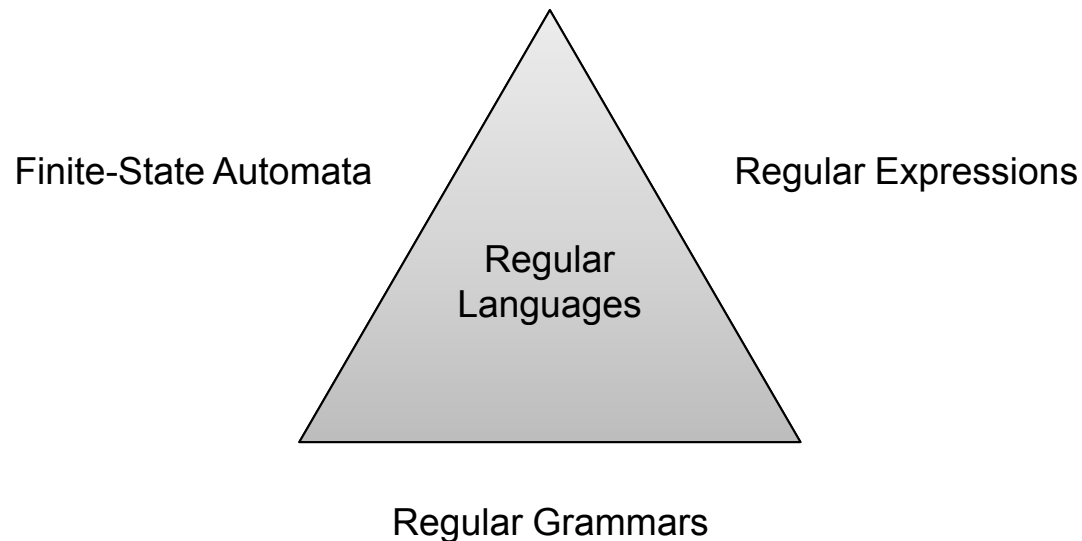 Finite-State Automata
Regular Expressions
Regular
Languages
Regular Grammars